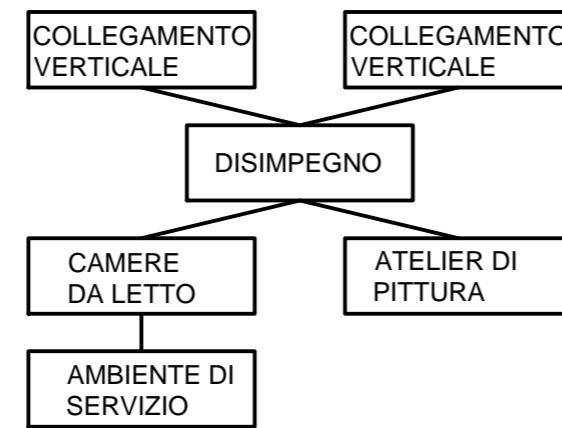 COLLEGAMENTO
VERTICALE
COLLEGAMENTO
VERTICALE
DISIMPEGNO
CAMERE
DA LETTO
ATELIER DI
PITTURA
AMBIENTE DI
SERVIZIO